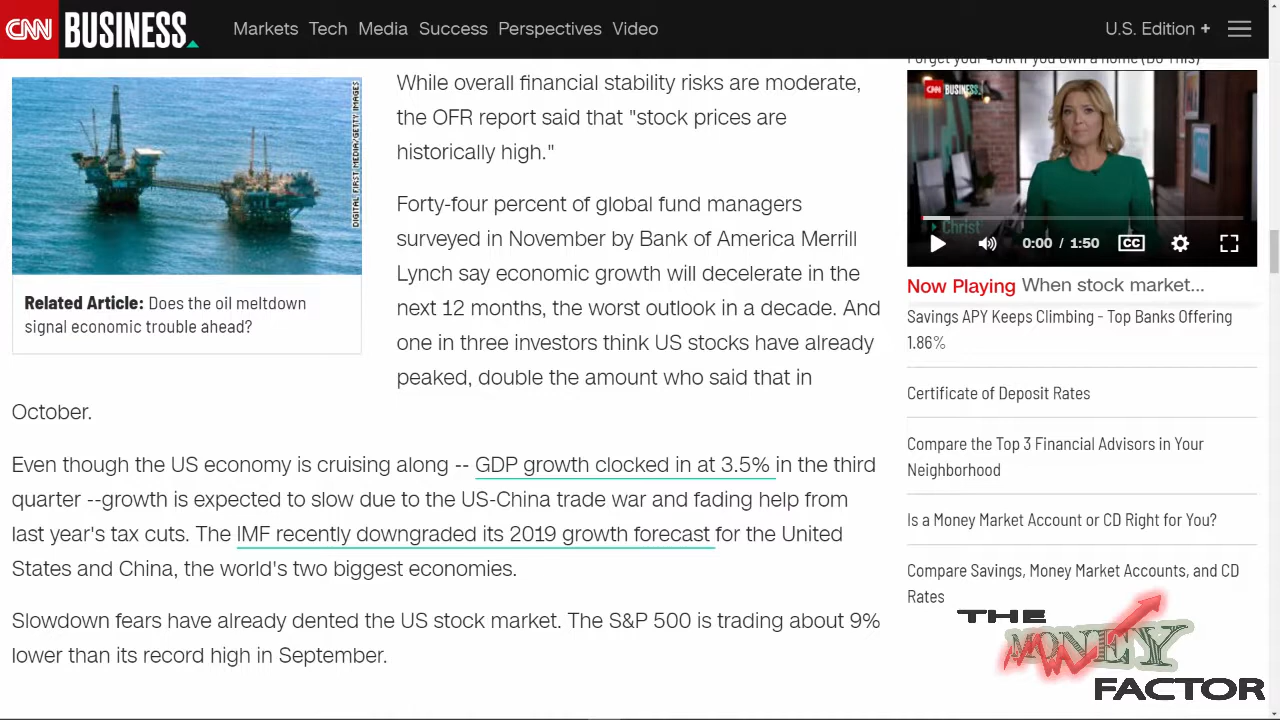 CNN BUSINESS Markets Tech Media Success Perspectives Video U.S. Edition +
DIGITAL FIRST MEDIA/GETTY IMAGES
Related Article: Does the oil meltdown
signal economic trouble ahead?
While overall financial stability risks are moderate,
the OFR report said that "stock prices are
historically high."
Forty-four percent of global fund managers
surveyed in November by Bank of America Merrill
Lynch say economic growth will decelerate in the
next 12 months, the worst outlook in a decade. And
one in three investors think US stocks have already
peaked, double the amount who said that in
October.
Even though the US economy is cruising along -- GDP growth clocked in at 3.5% in the third
quarter --growth is expected to slow due to the US-China trade war and fading help from
last year's tax cuts. The IMF recently downgraded its 2019 growth forecast for the United
States and China, the world's two biggest economies.
Slowdown fears have already dented the US stock market. The S&P 500 is trading about 9%
lower than its record high in September.
Forget your 401k if you own a home (Do This)
CNN BUSINESS
Christi
0:00 / 1:50 CC
Now Playing When stock market...
Savings APY Keeps Climbing - Top Banks Offering
1.86%
Certificate of Deposit Rates
Compare the Top 3 Financial Advisors in Your
Neighborhood
Is a Money Market Account or CD Right for You?
Compare Savings, Money Market Accounts, and CD
Rates
THE
MONEY
FACTOR